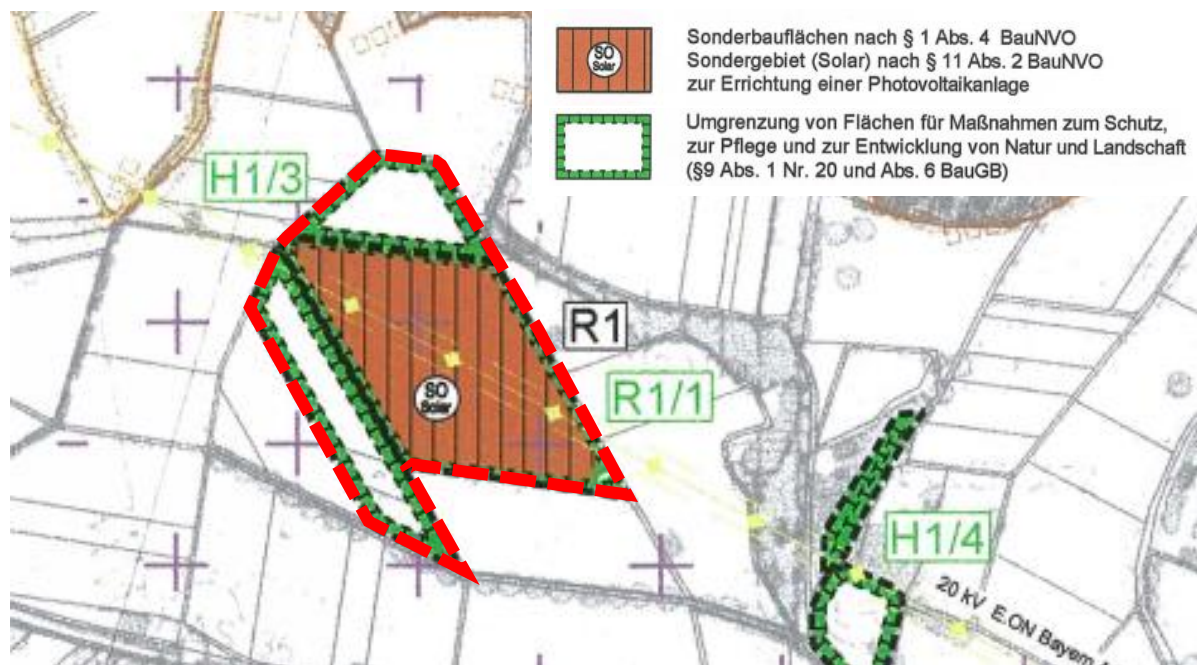 SO
Solar
Sonderbauflächen nach § 1 Abs. 4 BauNVO
Sondergebiet (Solar) nach § 11 Abs. 2 BauNVO
zur Errichtung einer Photovoltaikanlage
Umgrenzung von Flächen für Maßnahmen zum Schutz,
zur Pflege und zur Entwicklung von Natur und Landschaft
(§9 Abs. 1 Nr. 20 und Abs. 6 BauGB)
H1/3
R1
R1/1
SO
Solar
H1/4
20 kV E.ON Bayern